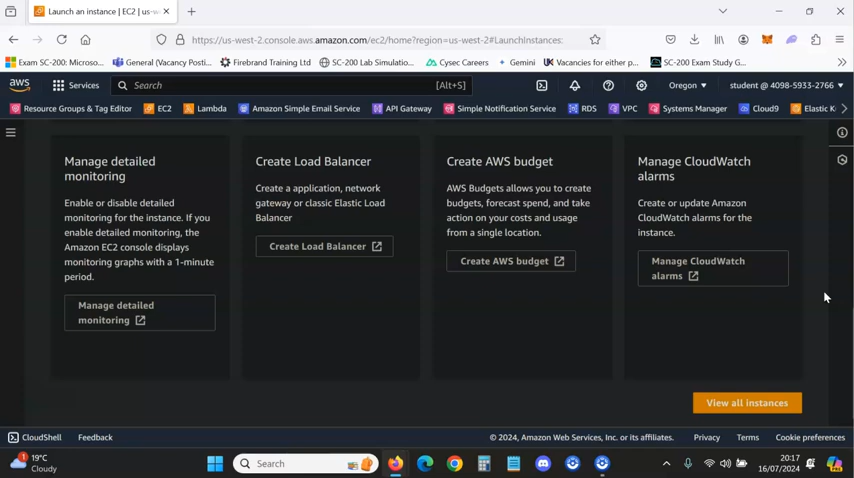 Launch an instance | EC2 | us-w
https://us-west-2.console.aws.amazon.com/ec2/home?region=us-west-2#LaunchInstances:
Exam SC-200: Microso...
General (Vacancy Posti...
Firebrand Training Ltd
SC-200 Lab Simulatio...
Cysec Careers
Gemini
Vacancies for either p...
SC-200 Exam Study G...
aws
Services
Search
[Alt+S]
Oregon
student @ 4098-5933-2766
Resource Groups & Tag Editor
EC2
Lambda
Amazon Simple Email Service
API Gateway
Simple Notification Service
RDS
VPC
Systems Manager
Cloud9
Elastic K
Manage detailed
monitoring
Enable or disable detailed
monitoring for the instance. If you
enable detailed monitoring, the
Amazon EC2 console displays
monitoring graphs with a 1-minute
period.
Manage detailed
monitoring
Create Load Balancer
Create a application, network
gateway or classic Elastic Load
Balancer
Create Load Balancer
Create AWS budget
AWS Budgets allows you to create
budgets, forecast spend, and take
action on your costs and usage
from a single location.
Create AWS budget
Manage CloudWatch
alarms
Create or update Amazon
CloudWatch alarms for the
instance.
Manage CloudWatch
alarms
View all instances
CloudShell
Feedback
© 2024, Amazon Web Services, Inc. or its affiliates.
Privacy
Terms
Cookie preferences
1
19°C
Cloudy
Search
20:17
16/07/2024